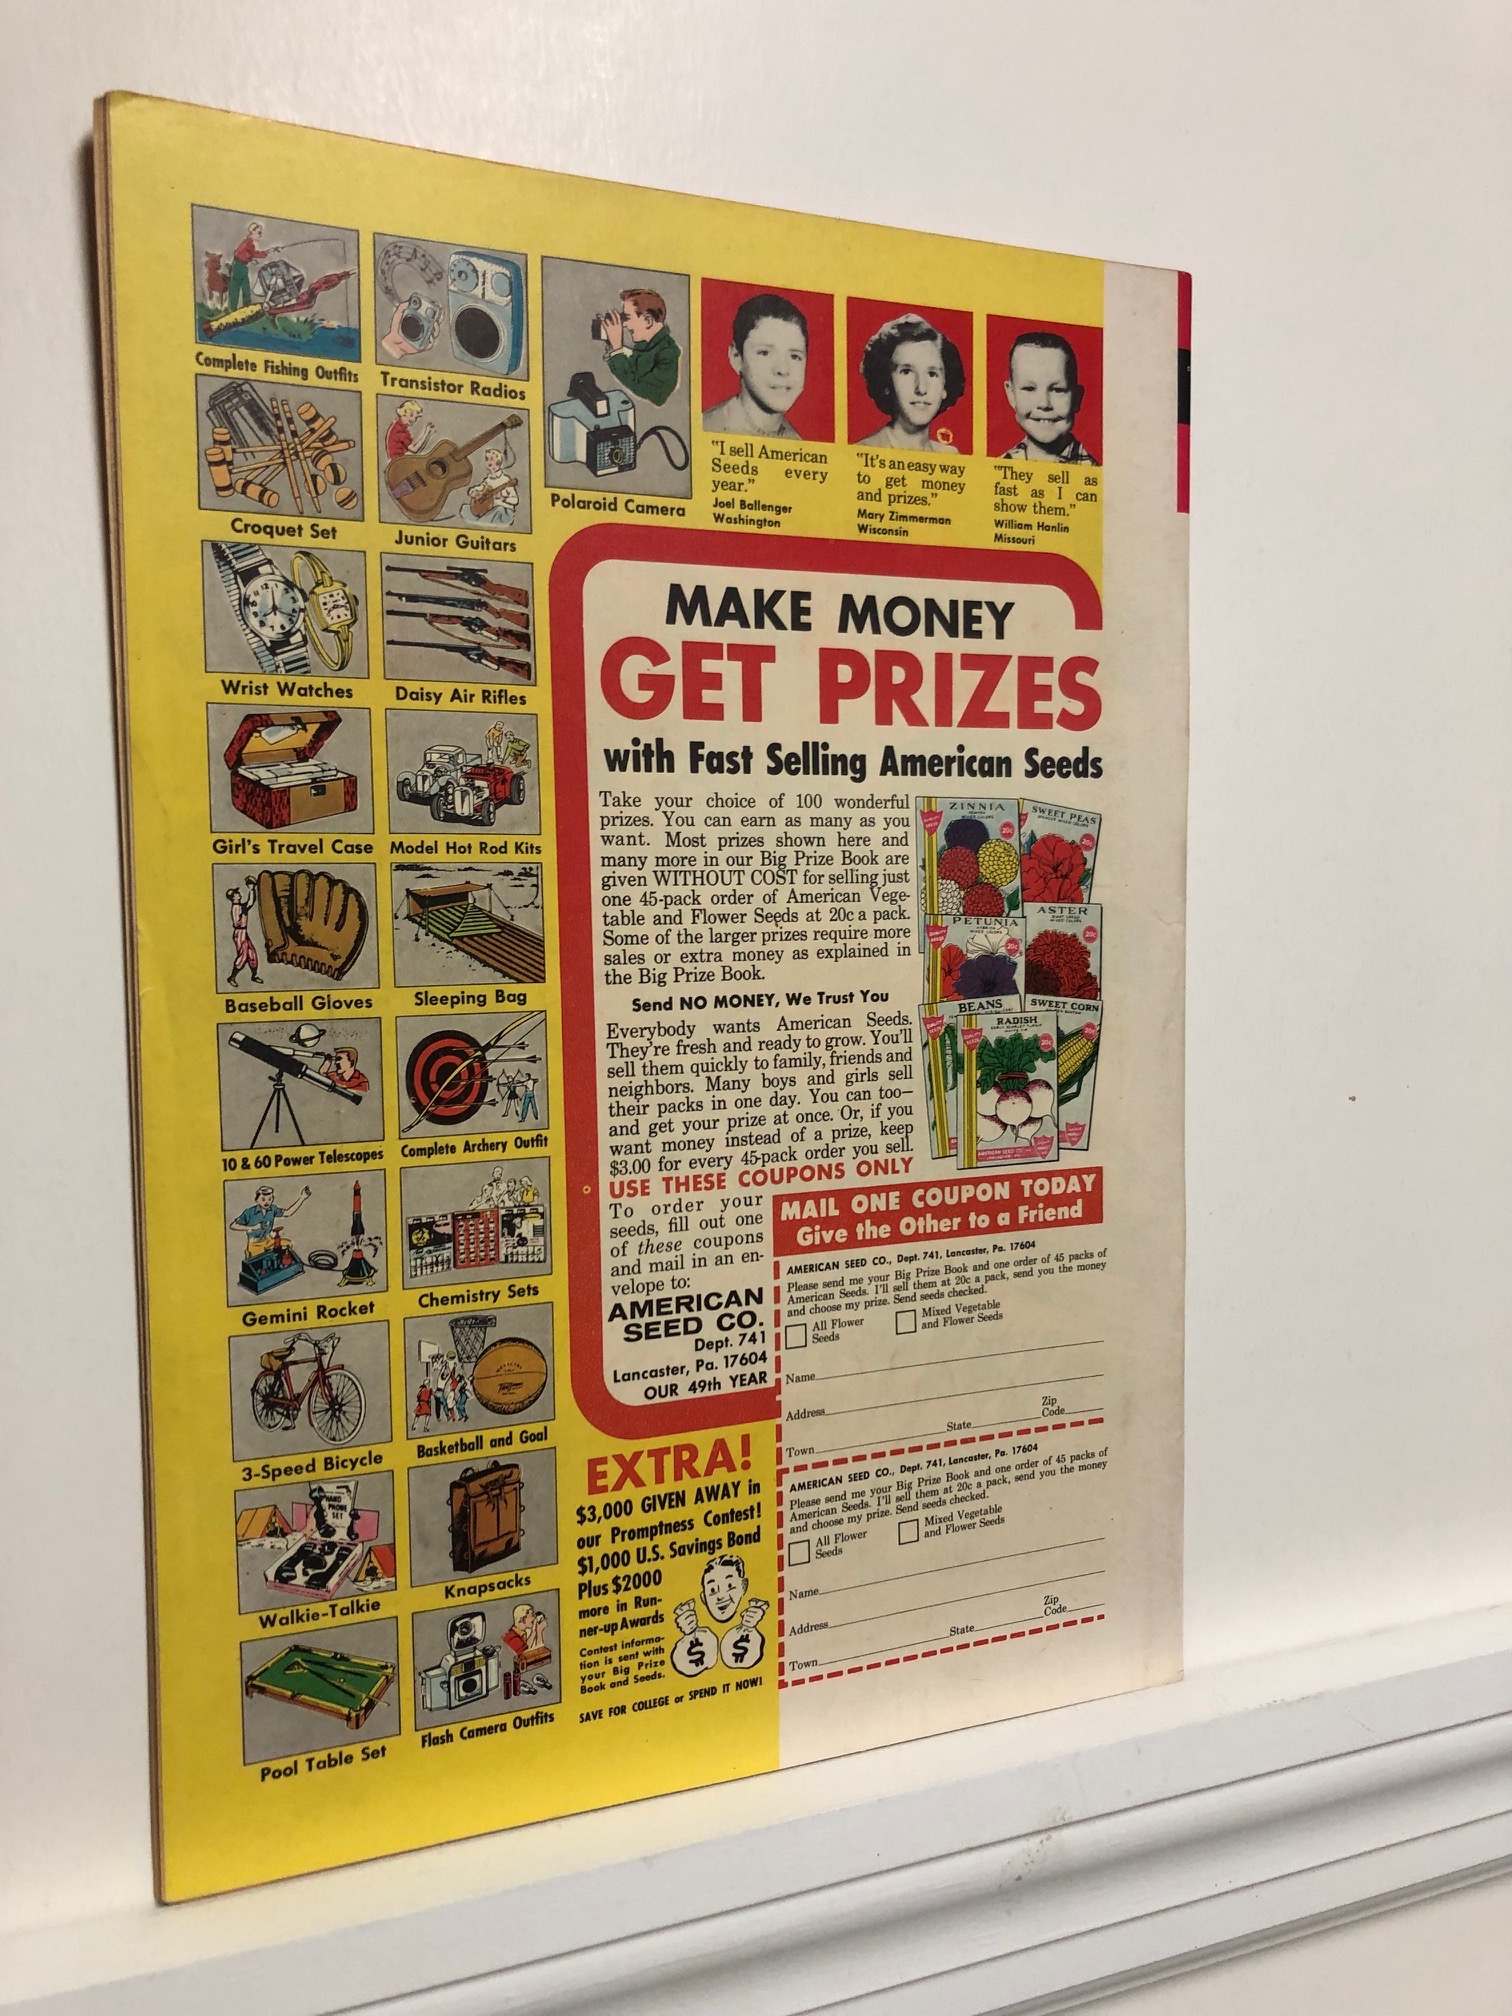 Complete Fishing Outfits
Transistor Radios
Croquet Set
Junior Guitars
Polaroid Camera
"I sell American
Seeds every
year."
Joel Ballenger
Washington
"It's an easy way
to get money
and prizes."
Mary Zimmerman
Wisconsin
"They sell as
fast as I can
show them."
William Hanlin
Missouri
Wrist Watches
Daisy Air Rifles
Girl's Travel Case
Model Hot Rod Kits
Baseball Gloves
Sleeping Bag
10 & 60 Power Telescopes
Complete Archery Outfit
Gemini Rocket
Chemistry Sets
3-Speed Bicycle
Basketball and Goal
HAND
PHONE
SET
Walkie-Talkie
Knapsacks
Pool Table Set
Flash Camera Outfits
MAKE MONEY
GET PRIZES
with Fast Selling American Seeds
Take your choice of 100 wonderful
prizes. You can earn as many as you
want. Most prizes shown here and
many more in our Big Prize Book are
given WITHOUT COST for selling just
one 45-pack order of American Vege-
table and Flower Seeds at 20c a pack.
Some of the larger prizes require more
sales or extra money as explained in
the Big Prize Book.
Send NO MONEY, We Trust You
Everybody wants American Seeds.
They're fresh and ready to grow. You'll
sell them quickly to family, friends and
neighbors. Many boys and girls sell
their packs in one day. You can too—
and get your prize at once. Or, if you
want money instead of a prize, keep
$3.00 for every 45-pack order you sell.
USE THESE COUPONS ONLY
To order your
seeds, fill out one
of these coupons
and mail in an en-
velope to:
AMERICAN
SEED CO.
Dept. 741
Lancaster, Pa. 17604
OUR 49th YEAR
ZINNIA
MIXED COLORS
20c
SWEET PEAS
MIXED COLORS
20c
PETUNIA
MIXED COLORS
20c
ASTER
MIXED COLORS
20c
BEANS
SWEET CORN
20c
RADISH
20c
AMERICAN SEED CO.
MAIL ONE COUPON TODAY
Give the Other to a Friend
AMERICAN SEED CO., Dept. 741, Lancaster, Pa. 17604
Please send me your Big Prize Book and one order of 45 packs of
American Seeds. I'll sell them at 20c a pack, send you the money
and choose my prize. Send seeds checked.
All Flower
Seeds
Mixed Vegetable
and Flower Seeds
Name
Address
Zip
Town State Code
AMERICAN SEED CO., Dept. 741, Lancaster, Pa. 17604
Please send me your Big Prize Book and one order of 45 packs of
American Seeds. I'll sell them at 20c a pack, send you the money
and choose my prize. Send seeds checked.
All Flower
Seeds
Mixed Vegetable
and Flower Seeds
Name
Address
Zip
Town State Code
EXTRA!
$3,000 GIVEN AWAY in
our Promptness Contest!
$1,000 U.S. Savings Bond
Plus $2000
more in Run-
ner-up Awards
Contest informa-
tion is sent with
your Big Prize
Book and Seeds.
$ $
SAVE FOR COLLEGE or SPEND IT NOW!